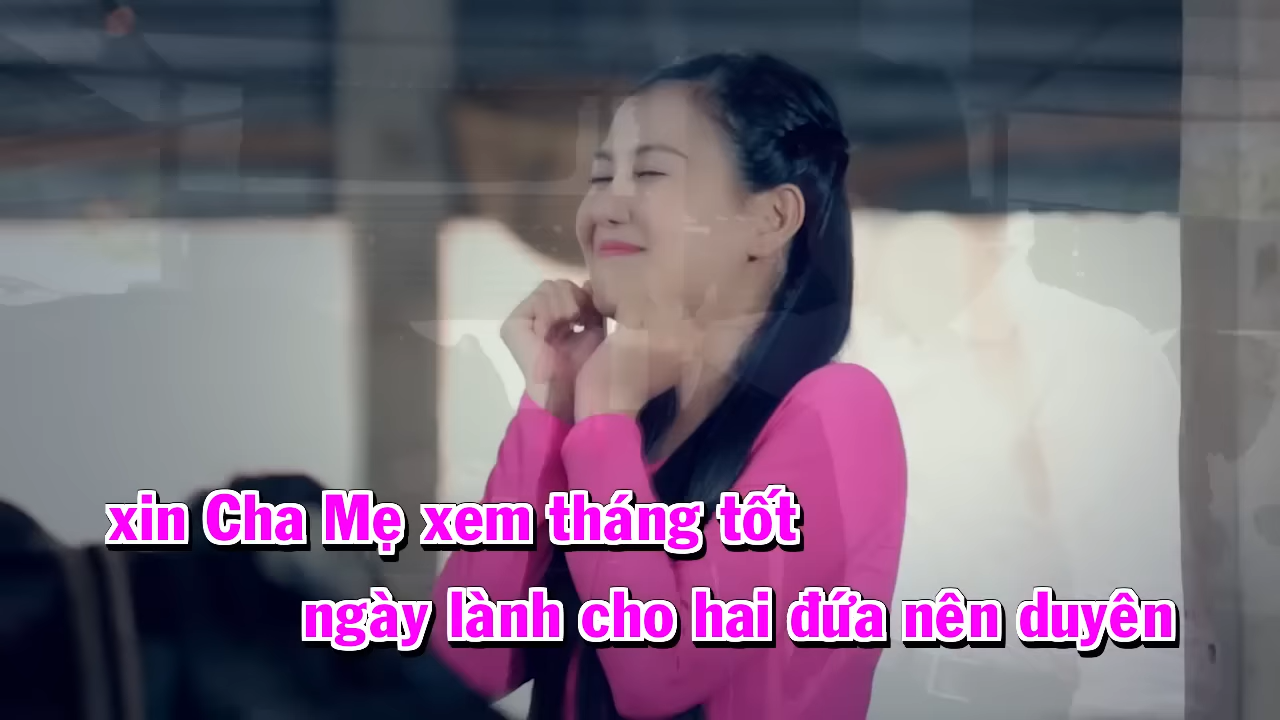 xin Cha Mẹ xem tháng tốt
ngày lành cho hai đứa nên duyên